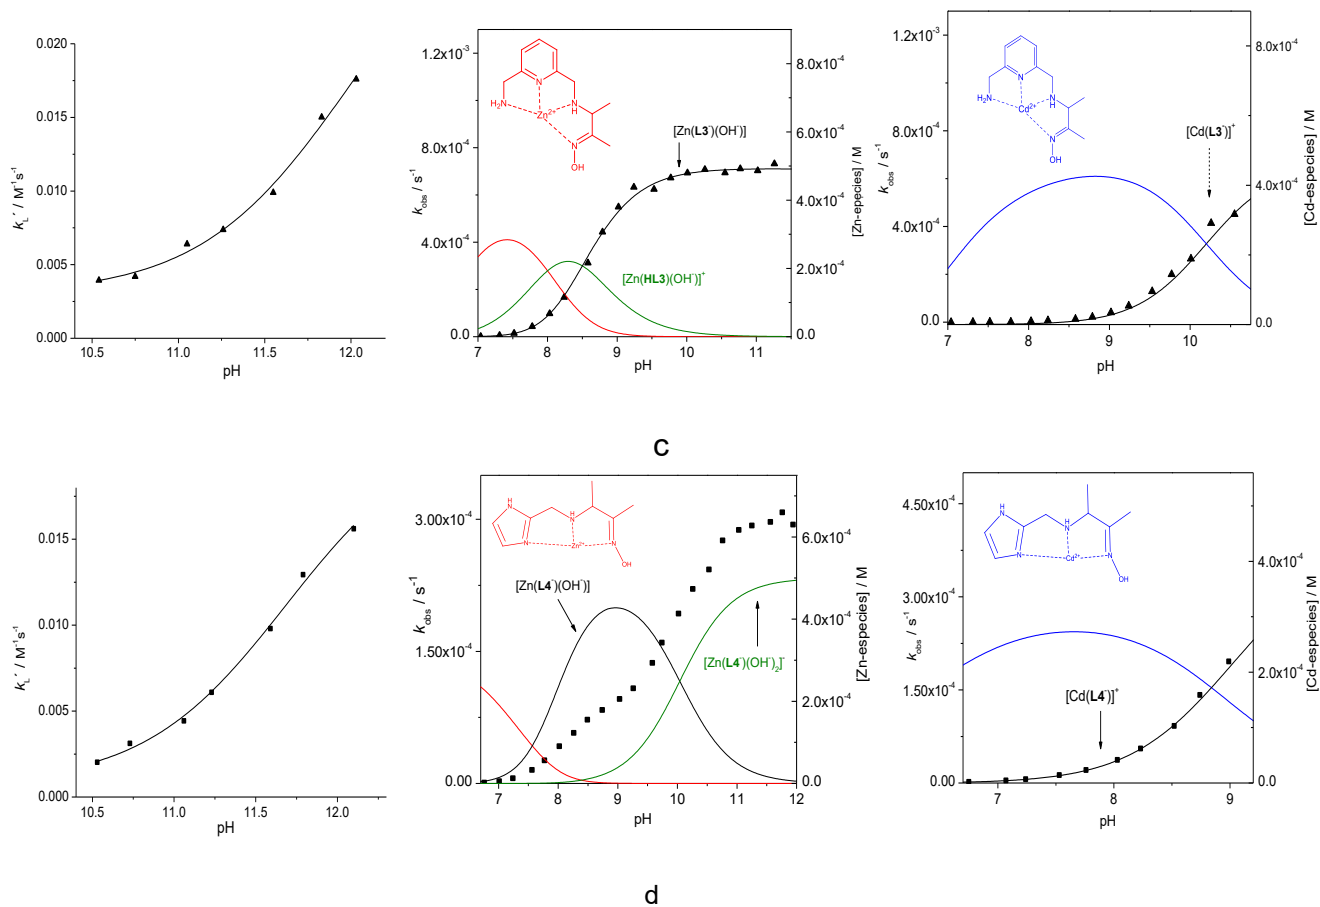 0.020
0.015
0.010
0.005
0.000
10.5 11.0 11.5 12.0
pH
k_L´ / M⁻¹s⁻¹
1.2x10⁻³
8.0x10⁻⁴
4.0x10⁻⁴
0.0
7 8 9 10 11
pH
k_obs / s⁻¹
8.0x10⁻⁴
6.0x10⁻⁴
4.0x10⁻⁴
2.0x10⁻⁴
0.0
[Zn-epecies] / M
N
H₂N
N
H
Zn²⁺
N
OH
[Zn(L3⁻)(OH⁻)]
[Zn(HL3)(OH⁻)]⁺
1.2x10⁻³
8.0x10⁻⁴
4.0x10⁻⁴
0.0
7 8 9 10
pH
k_obs / s⁻¹
8.0x10⁻⁴
4.0x10⁻⁴
0.0
[Cd-especies] / M
N
H₂N
N
H
Cd²⁺
N
OH
[Cd(L3⁻)]⁺
c
0.015
0.010
0.005
0.000
10.5 11.0 11.5 12.0
pH
k_L´ / M⁻¹s⁻¹
3.00x10⁻⁴
1.50x10⁻⁴
0.00
7 8 9 10 11 12
pH
k_obs / s⁻¹
6.0x10⁻⁴
4.0x10⁻⁴
2.0x10⁻⁴
0.0
[Zn-especies] / M
H
N
H
N
N
Zn²⁺
N
OH
[Zn(L4⁻)(OH⁻)]
[Zn(L4⁻)(OH⁻)₂]⁻
4.50x10⁻⁴
3.00x10⁻⁴
1.50x10⁻⁴
0.00
7 8 9
pH
k_obs / s⁻¹
4.0x10⁻⁴
2.0x10⁻⁴
0.0
[Cd-especies] / M
H
N
H
N
N
Cd²⁺
N
OH
[Cd(L4⁻)]⁺
d